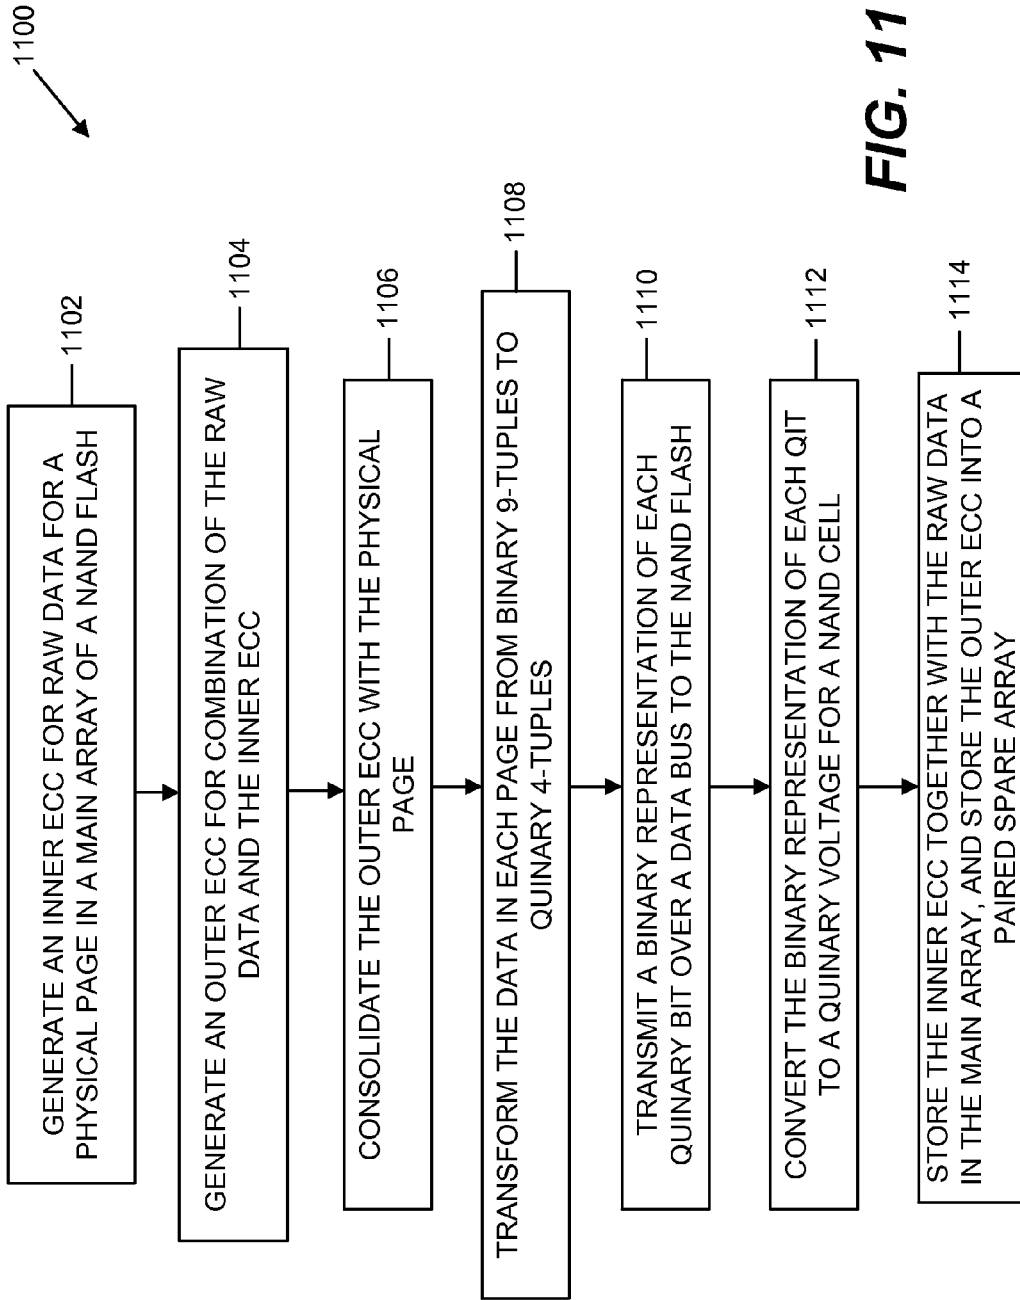 1100
GENERATE AN INNER ECC FOR RAW DATA FOR A
PHYSICAL PAGE IN A MAIN ARRAY OF A NAND FLASH
1102
GENERATE AN OUTER ECC FOR COMBINATION OF THE RAW
DATA AND THE INNER ECC
1104
CONSOLIDATE THE OUTER ECC WITH THE PHYSICAL
PAGE
1106
TRANSFORM THE DATA IN EACH PAGE FROM BINARY 9-TUPLES TO
QUINARY 4-TUPLES
1108
TRANSMIT A BINARY REPRESENTATION OF EACH
QUINARY BIT OVER A DATA BUS TO THE NAND FLASH
1110
CONVERT THE BINARY REPRESENTATION OF EACH QIT
TO A QUINARY VOLTAGE FOR A NAND CELL
1112
STORE THE INNER ECC TOGETHER WITH THE RAW DATA
IN THE MAIN ARRAY, AND STORE THE OUTER ECC INTO A
PAIRED SPARE ARRAY
1114
FIG. 11